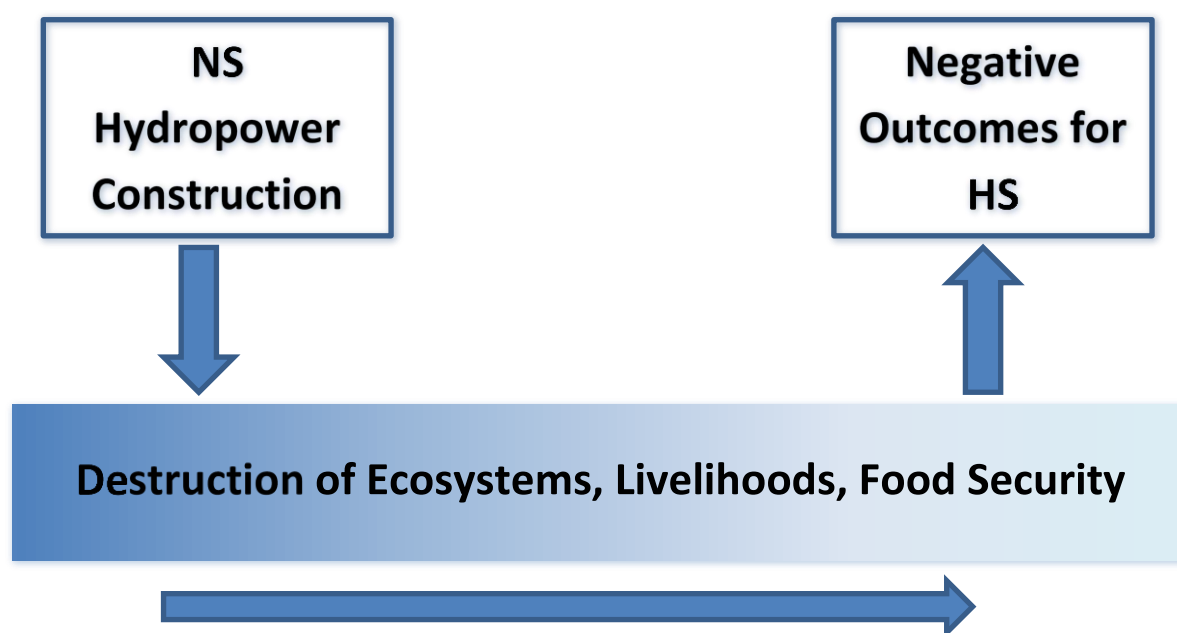 NS
Hydropower
Construction
Negative
Outcomes for
HS
Destruction of Ecosystems, Livelihoods, Food Security